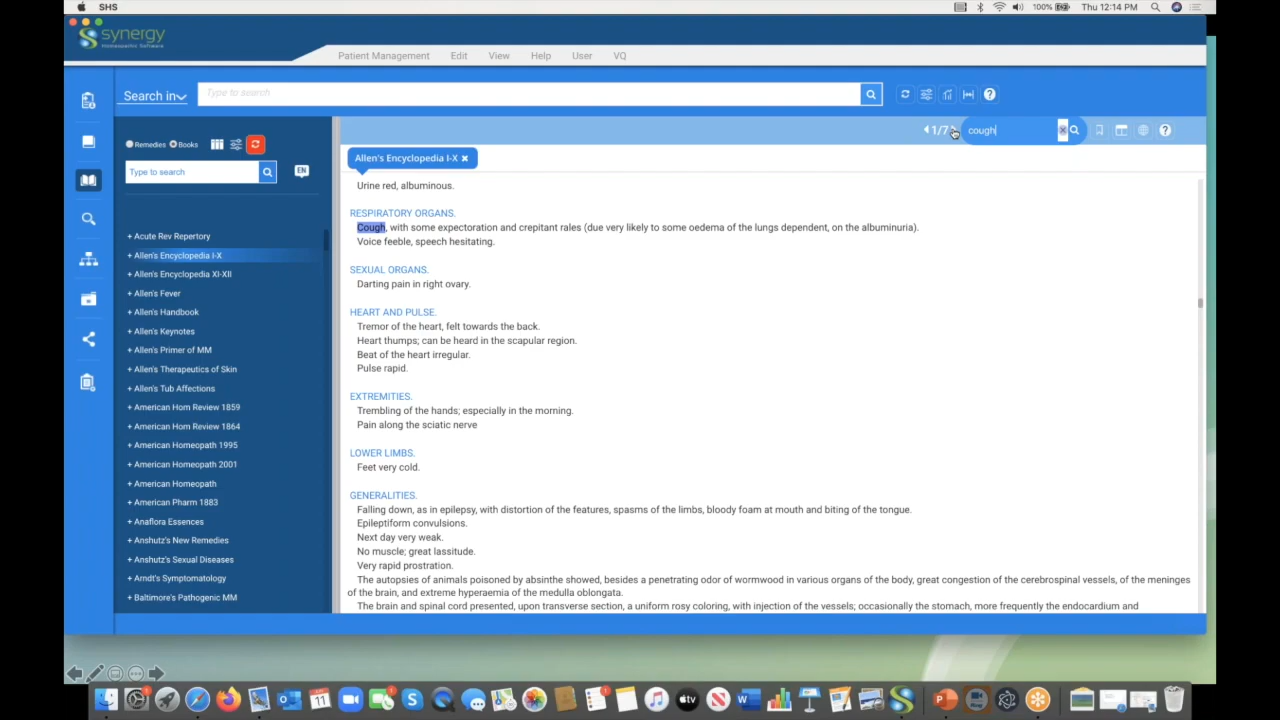 SHS
100%
Thu 12:14 PM
synergy
Homeopathic Software
Patient Management
Edit
View
Help
User
VQ
Search in
Type to search
?
Remedies Books
Type to search
EN
1/7
cough
?
Allen's Encyclopedia I-X ×
+ Acute Rev Repertory
+ Allen's Encyclopedia I-X
+ Allen's Encyclopedia XI-XII
+ Allen's Fever
+ Allen's Handbook
+ Allen's Keynotes
+ Allen's Primer of MM
+ Allen's Therapeutics of Skin
+ Allen's Tub Affections
+ American Hom Review 1859
+ American Hom Review 1864
+ American Homeopath 1995
+ American Homeopath 2001
+ American Homeopath
+ American Pharm 1883
+ Anaflora Essences
+ Anshutz's New Remedies
+ Anshutz's Sexual Diseases
+ Arndt's Symptomatology
+ Baltimore's Pathogenic MM
Urine red, albuminous.
RESPIRATORY ORGANS.
Cough, with some expectoration and crepitant rales (due very likely to some oedema of the lungs dependent, on the albuminuria).
Voice feeble, speech hesitating.
SEXUAL ORGANS.
Darting pain in right ovary.
HEART AND PULSE.
Tremor of the heart, felt towards the back.
Heart thumps; can be heard in the scapular region.
Beat of the heart irregular.
Pulse rapid.
EXTREMITIES.
Trembling of the hands; especially in the morning.
Pain along the sciatic nerve
LOWER LIMBS.
Feet very cold.
GENERALITIES.
Falling down, as in epilepsy, with distortion of the features, spasms of the limbs, bloody foam at mouth and biting of the tongue.
Epileptiform convulsions.
Next day very weak.
No muscle; great lassitude.
Very rapid prostration.
The autopsies of animals poisoned by absinthe showed, besides a penetrating odor of wormwood in various organs of the body, great congestion of the cerebrospinal vessels, of the meninges
of the brain, and extreme hyperaemia of the medulla oblongata.
The brain and spinal cord presented, upon transverse section, a uniform rosy coloring, with injection of the vessels; occasionally the stomach, more frequently the endocardium and